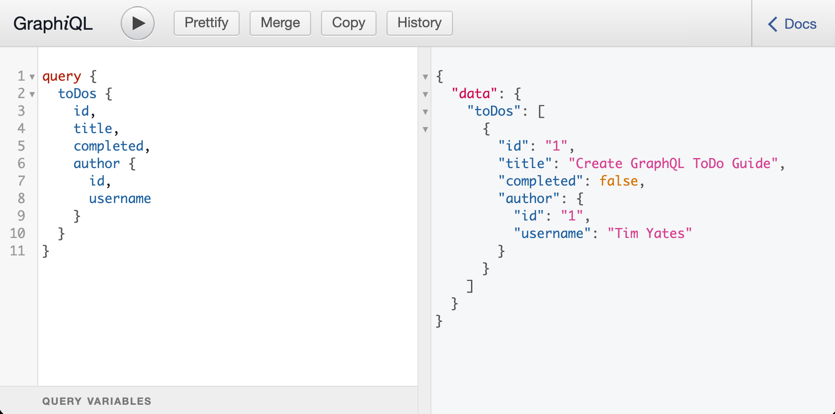 GraphiQL
Prettify
Merge
Copy
History
Docs
1 query {
2 toDos {
3 id,
4 title,
5 completed,
6 author {
7 id,
8 username
9 }
10 }
11 }
QUERY VARIABLES
{
"data": {
"toDos": [
{
"id": "1",
"title": "Create GraphQL ToDo Guide",
"completed": false,
"author": {
"id": "1",
"username": "Tim Yates"
}
}
]
}
}